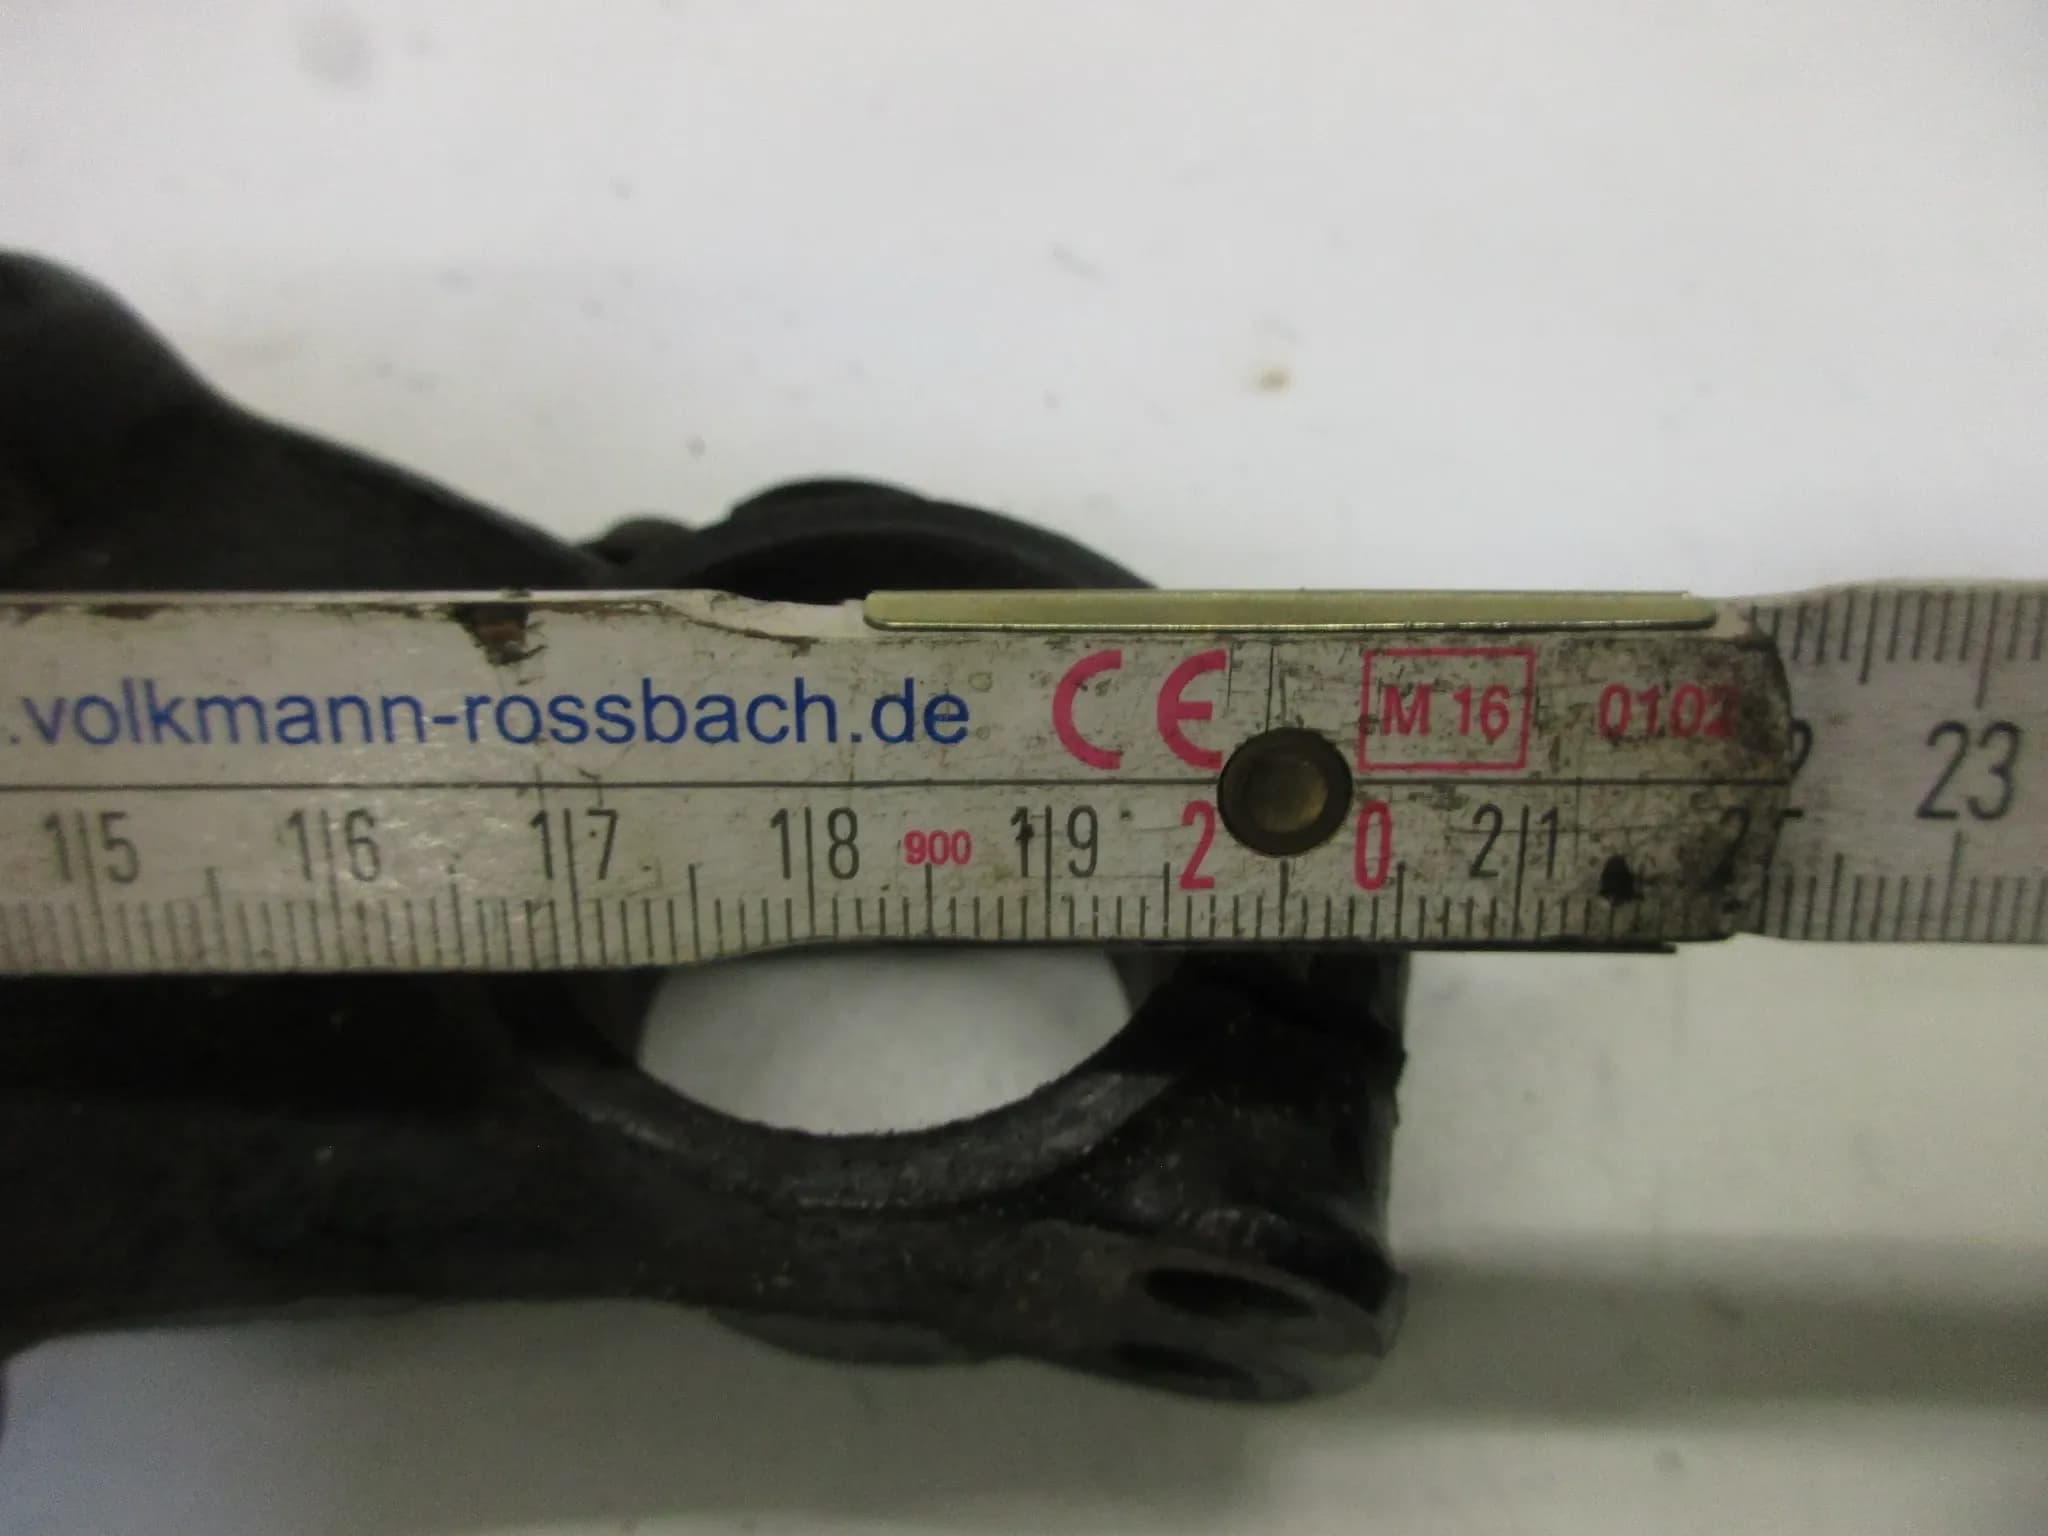 .volkmann-rossbach.de CE M 16 0102
23
15 16 17 18 900 19 20 21